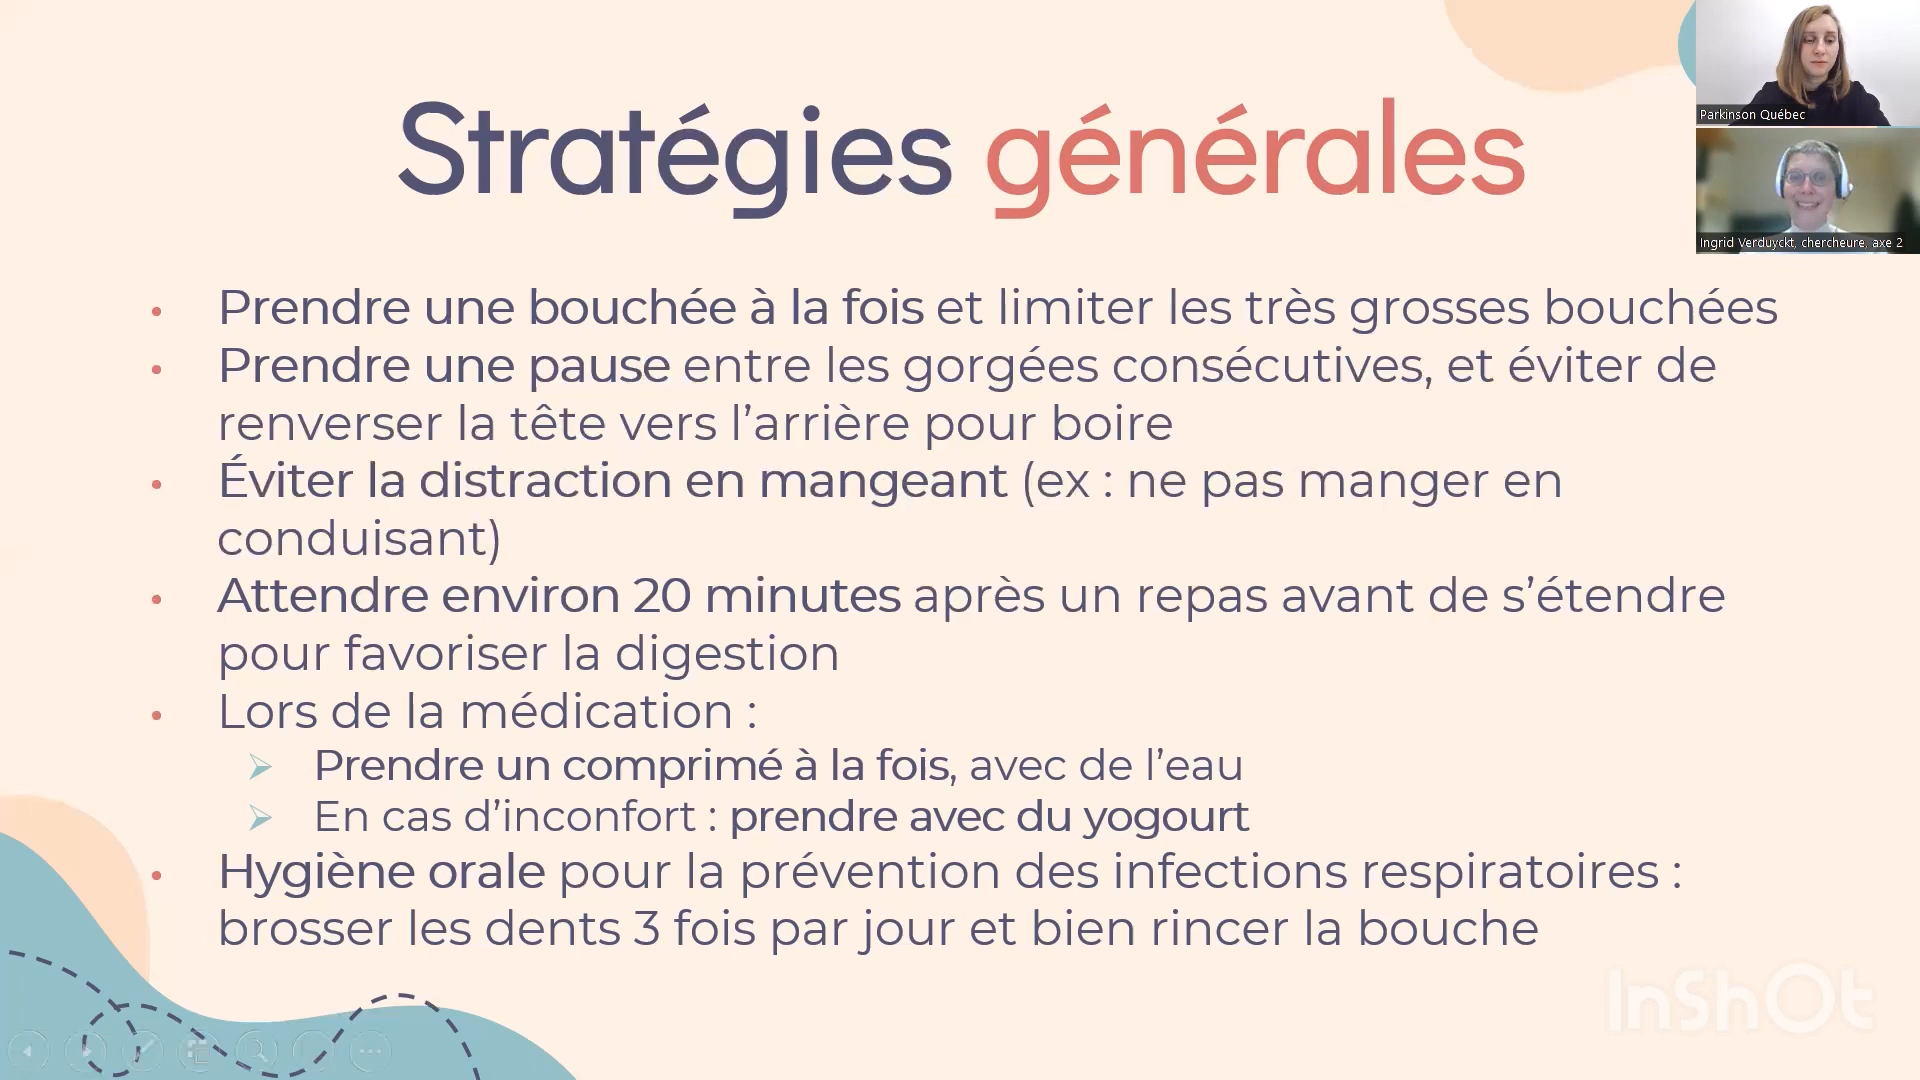 Stratégies générales
Parkinson Québec
Ingrid Verduyckt, chercheure, axe 2
• Prendre une bouchée à la fois et limiter les très grosses bouchées
• Prendre une pause entre les gorgées consécutives, et éviter de
renverser la tête vers l’arrière pour boire
• Éviter la distraction en mangeant (ex : ne pas manger en
conduisant)
• Attendre environ 20 minutes après un repas avant de s’étendre
pour favoriser la digestion
• Lors de la médication :
➢ Prendre un comprimé à la fois, avec de l’eau
➢ En cas d’inconfort : prendre avec du yogourt
• Hygiène orale pour la prévention des infections respiratoires :
brosser les dents 3 fois par jour et bien rincer la bouche
InShOt